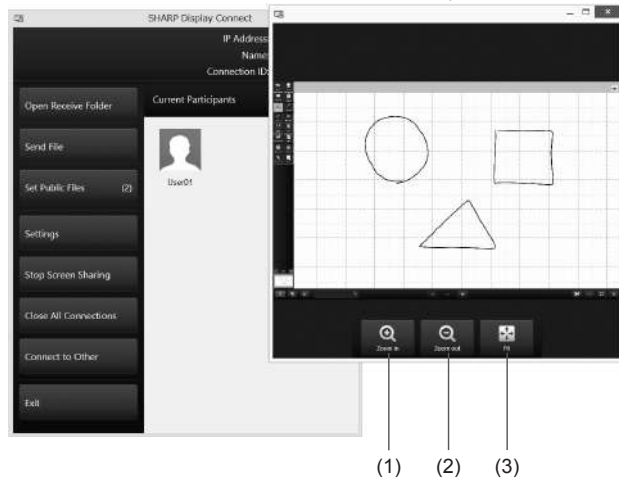 SHARP Display Connect
IP Address:
Name:
Connection ID:
Open Receive Folder
Current Participants
Send File
User01
Set Public Files (2)
Settings
Stop Screen Sharing
Close All Connections
Connect to Other
Exit
Zoom in
Zoom out
Fit
(1)
(2)
(3)